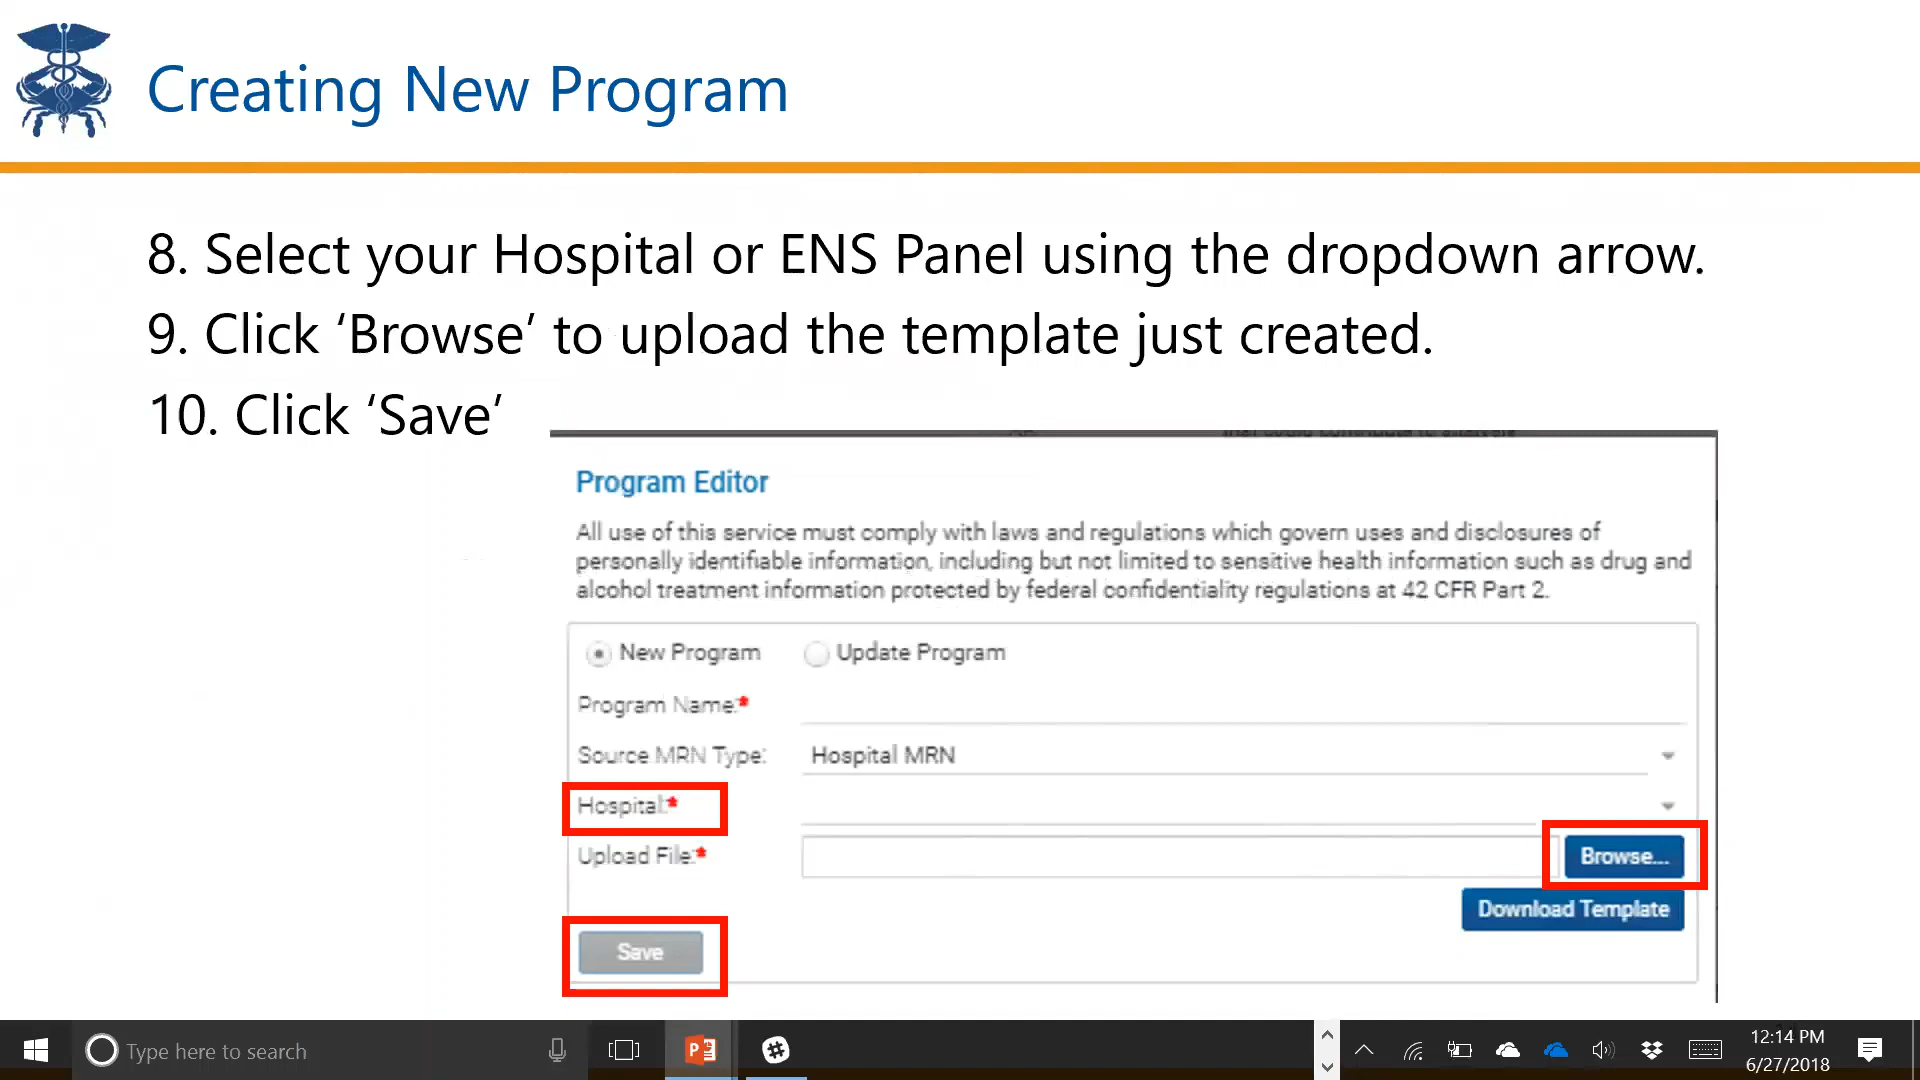 Creating New Program
8. Select your Hospital or ENS Panel using the dropdown arrow.
9. Click ‘Browse’ to upload the template just created.
10. Click ‘Save’
Program Editor
All use of this service must comply with laws and regulations which govern uses and disclosures of
personally identifiable information, including but not limited to sensitive health information such as drug and
alcohol treatment information protected by federal confidentiality regulations at 42 CFR Part 2.
New Program Update Program
Program Name:*
Source MRN Type: Hospital MRN
Hospital:*
Upload File:* Browse...
Download Template
Save
Type here to search
12:14 PM
6/27/2018